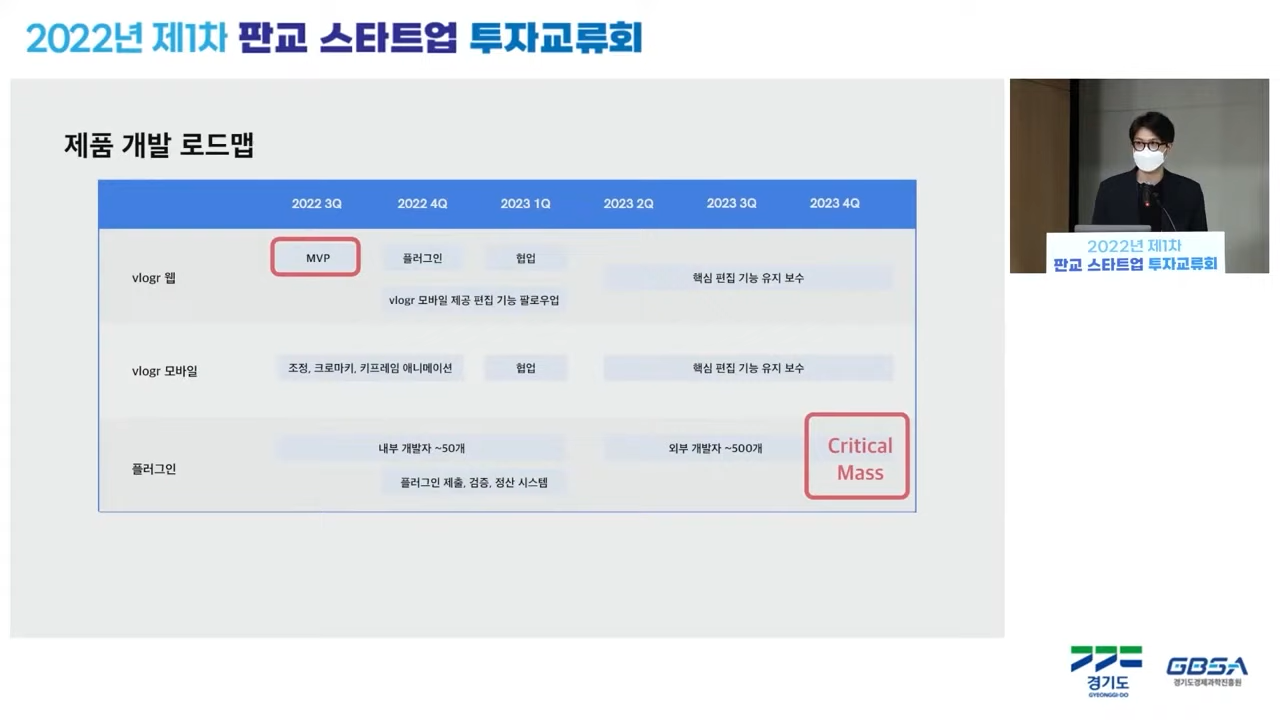 2022년 제1차 판교 스타트업 투자교류회
제품 개발 로드맵
2022 3Q 2022 4Q 2023 1Q 2023 2Q 2023 3Q 2023 4Q
vlogr 웹
MVP
플러그인
협업
핵심 편집 기능 유지 보수
vlogr 모바일 제공 편집 기능 팔로우업
vlogr 모바일
조정, 크로마키, 키프레임 애니메이션
협업
핵심 편집 기능 유지 보수
플러그인
내부 개발자 ~50개
외부 개발자 ~500개
플러그인 제출, 검증, 정산 시스템
Critical
Mass
2022년 제1차
판교 스타트업 투자교류회
경기도
GYEONGGI-DO
GBSA
경기도경제과학진흥원